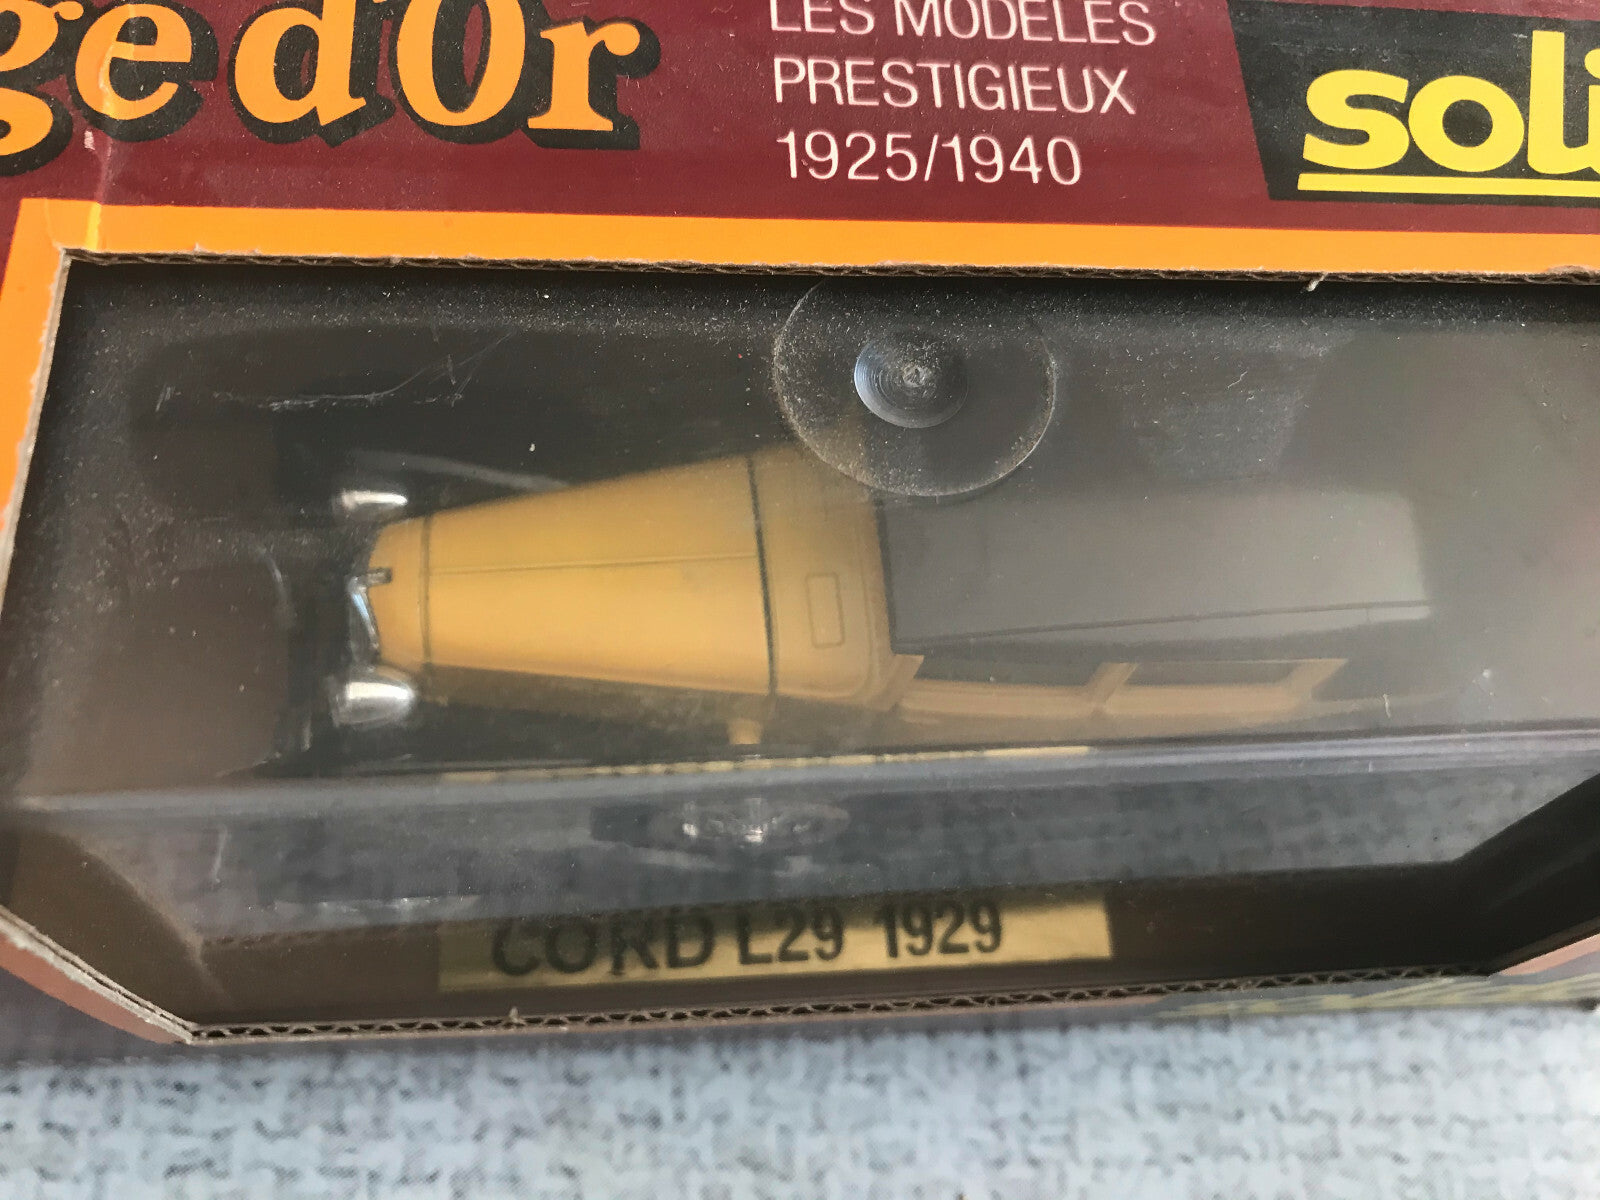 ge d'Or
LES MODELES
PRESTIGIEUX
1925/1940
soli
CORD L29 1929